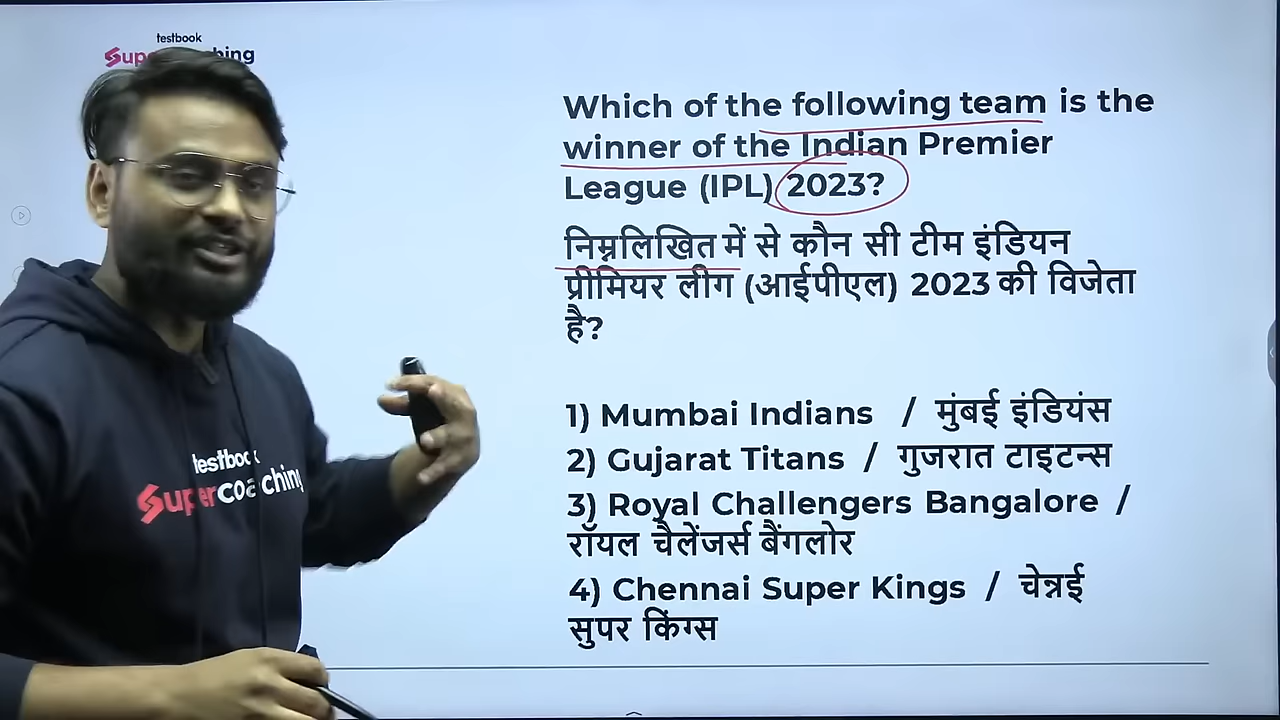 testbook
Which of the following team is the
winner of the Indian Premier
League (IPL) 2023?
निम्नलिखित में से कौन सी टीम इंडियन
प्रीमियर लीग (आईपीएल) 2023 की विजेता
है?
1) Mumbai Indians / मुंबई इंडियंस
2) Gujarat Titans / गुजरात टाइटन्स
3) Royal Challengers Bangalore /
रॉयल चैलेंजर्स बैंगलोर
4) Chennai Super Kings / चेन्नई
सुपर किंग्स
testbook
Supercoaching